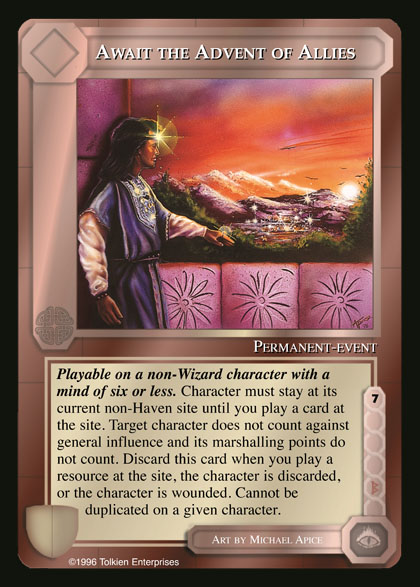 Await the Advent of Allies
Permanent-event
Playable on a non-Wizard character with a
mind of six or less. Character must stay at its
current non-Haven site until you play a card at
the site. Target character does not count against
general influence and its marshalling points do
not count. Discard this card when you play a
resource at the site, the character is discarded,
or the character is wounded. Cannot be
duplicated on a given character.
7
Art by Michael Apice
©1996 Tolkien Enterprises